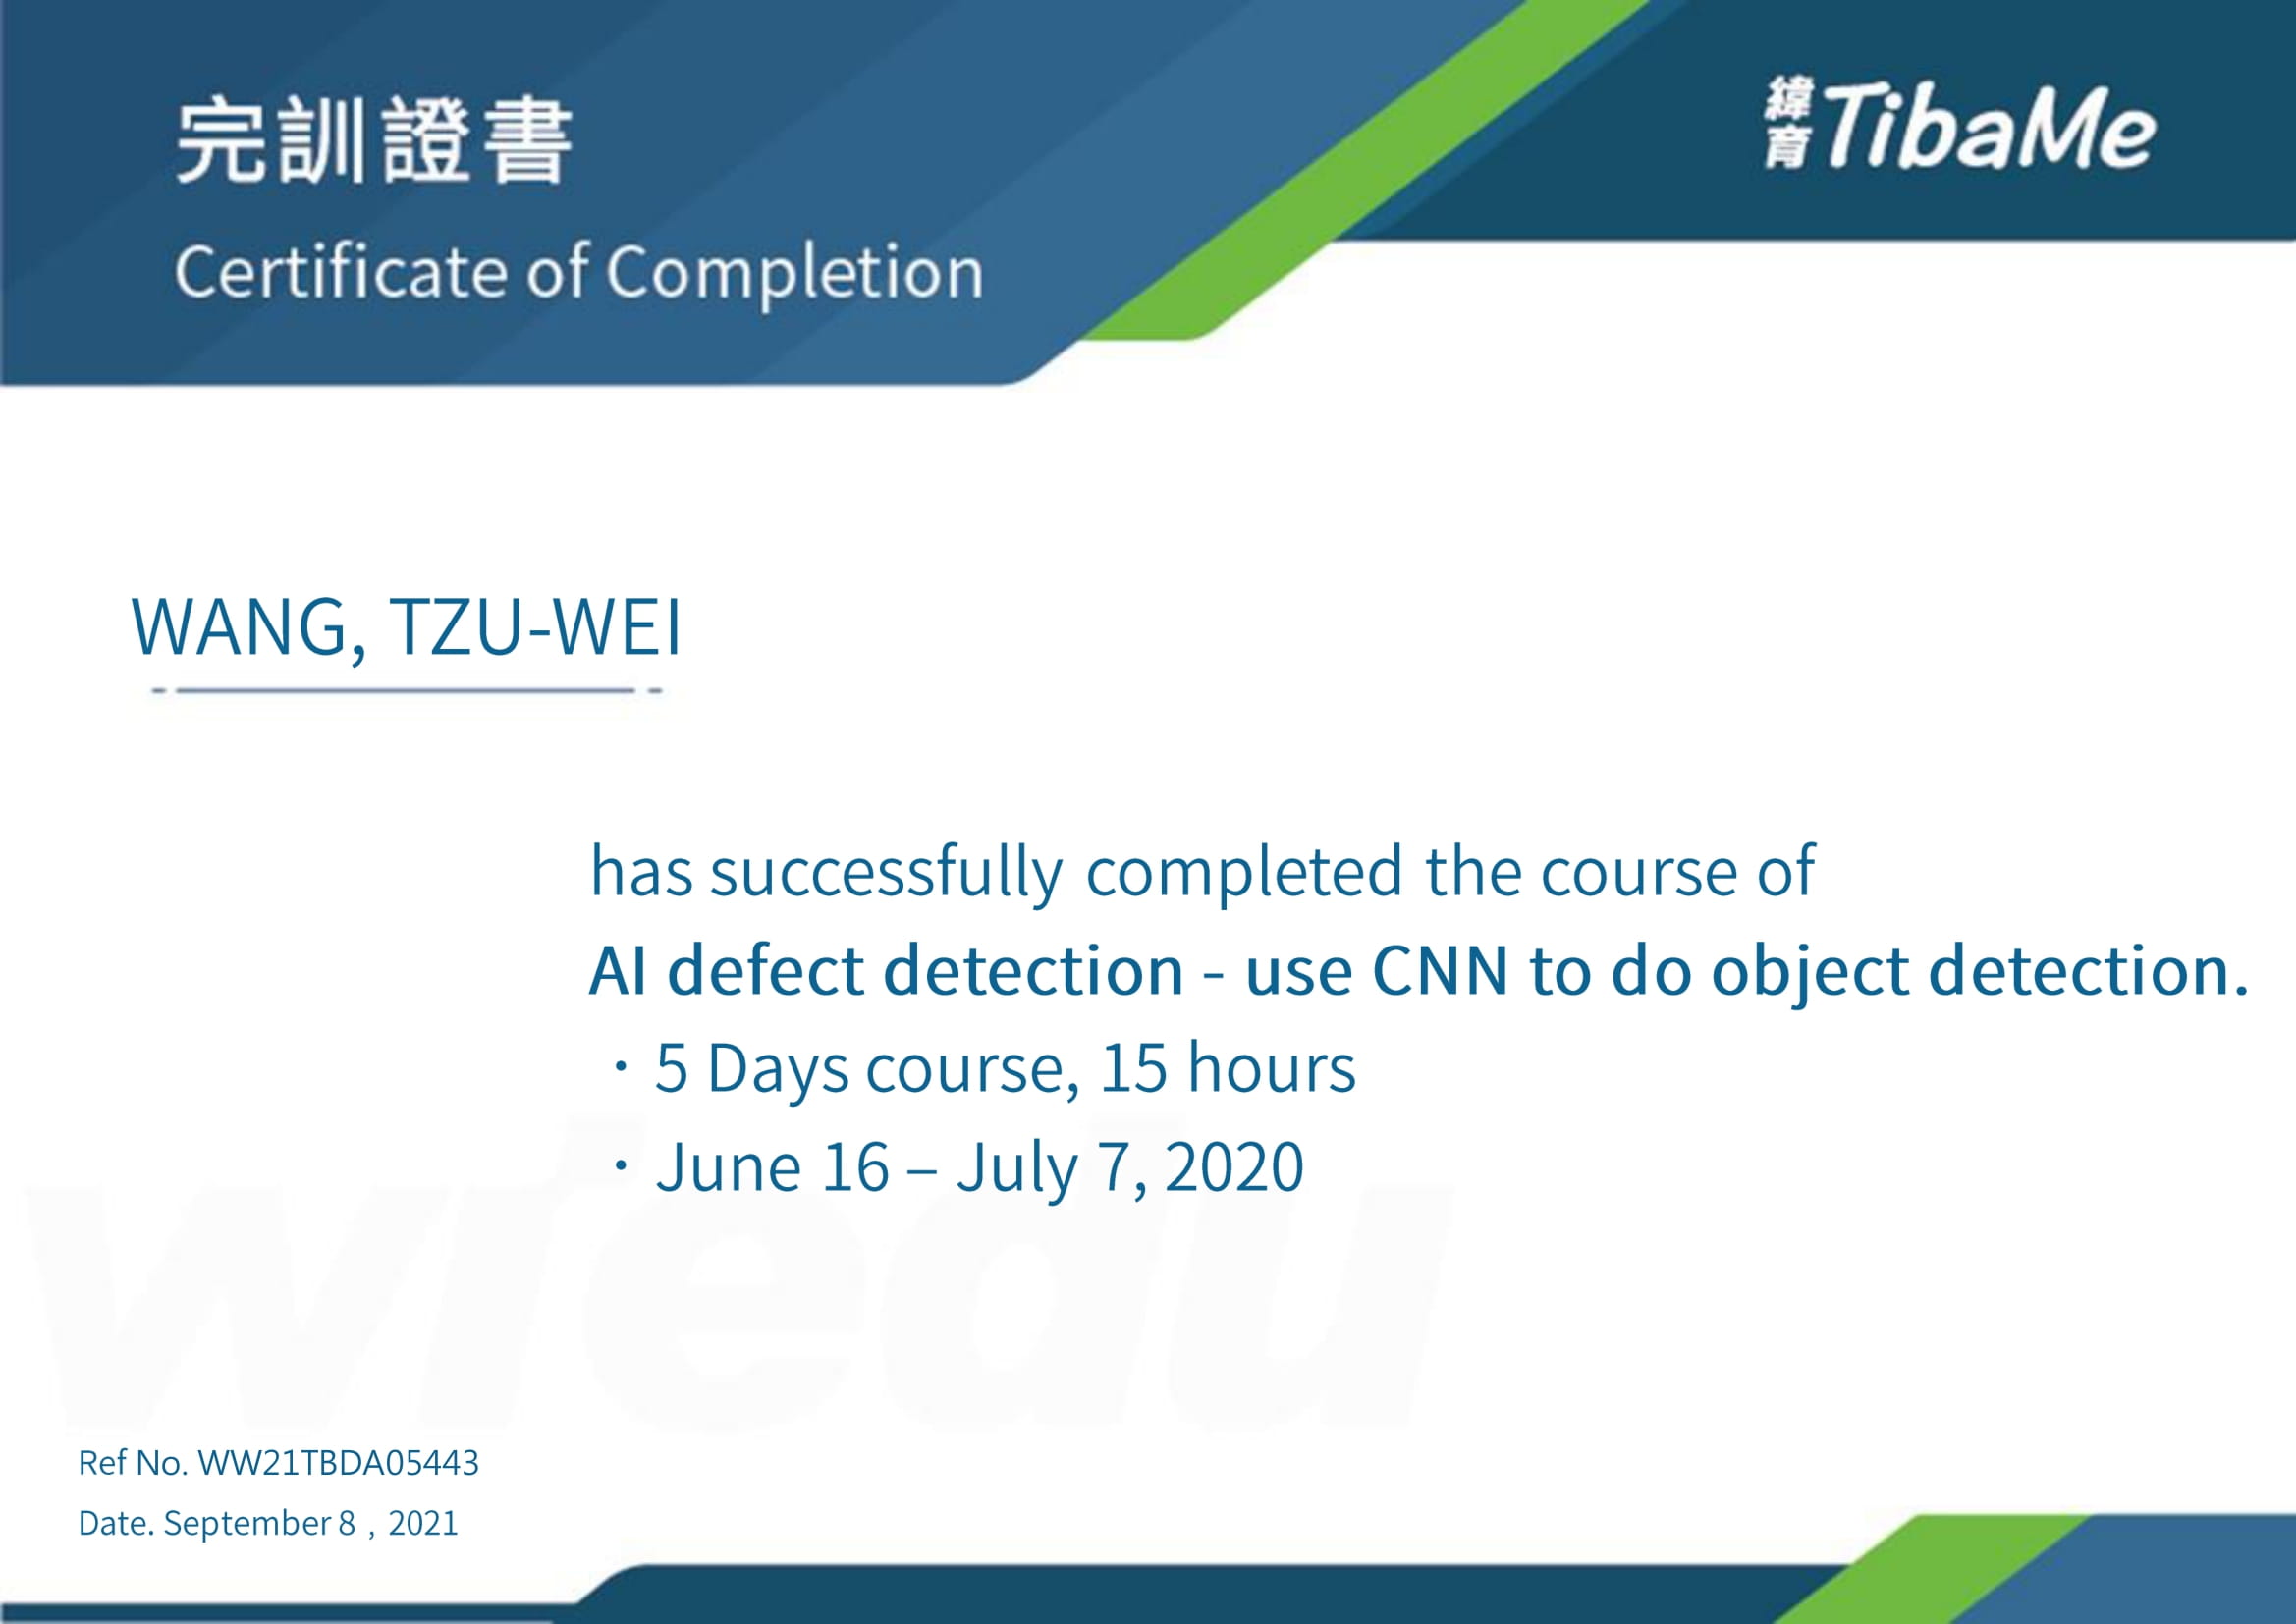 完訓證書
Certificate of Completion
緯育 TibaMe
WANG, TZU-WEI
has successfully completed the course of
AI defect detection - use CNN to do object detection.
• 5 Days course, 15 hours
• June 16 – July 7, 2020
wiedu
Ref No. WW21TBDA05443
Date. September 8 , 2021